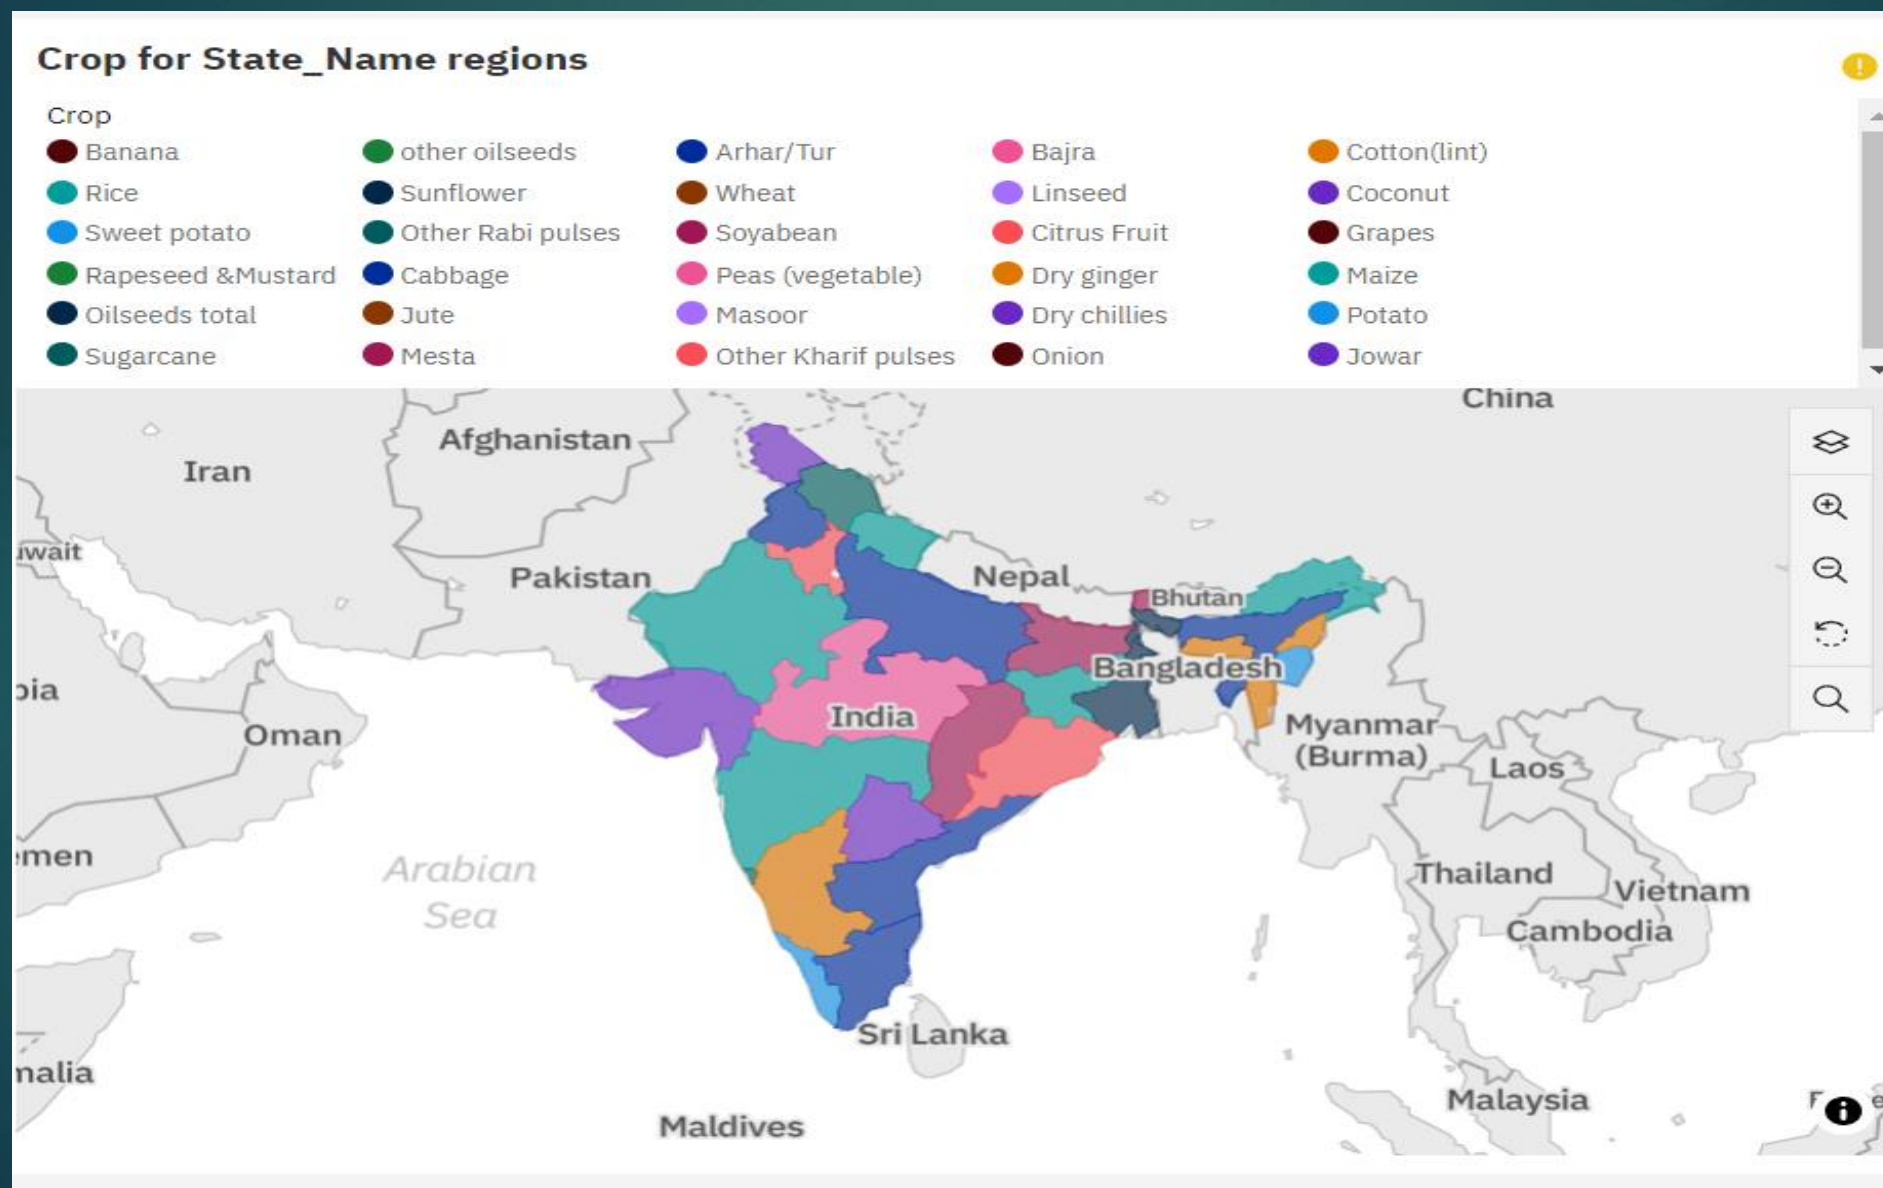 Crop for State_Name regions
Crop
Banana other oilseeds Arhar/Tur Bajra Cotton(lint)
Rice Sunflower Wheat Linseed Coconut
Sweet potato Other Rabi pulses Soyabean Citrus Fruit Grapes
Rapeseed &Mustard Cabbage Peas (vegetable) Dry ginger Maize
Oilseeds total Jute Masoor Dry chillies Potato
Sugarcane Mesta Other Kharif pulses Onion Jowar
China
Afghanistan
Iran
uwait
Pakistan
Nepal
Bhutan
Bangladesh
bia
India
Oman
Myanmar
(Burma)
Laos
emen
Arabian
Sea
Thailand
Vietnam
Cambodia
Sri Lanka
malia
Malaysia
Maldives